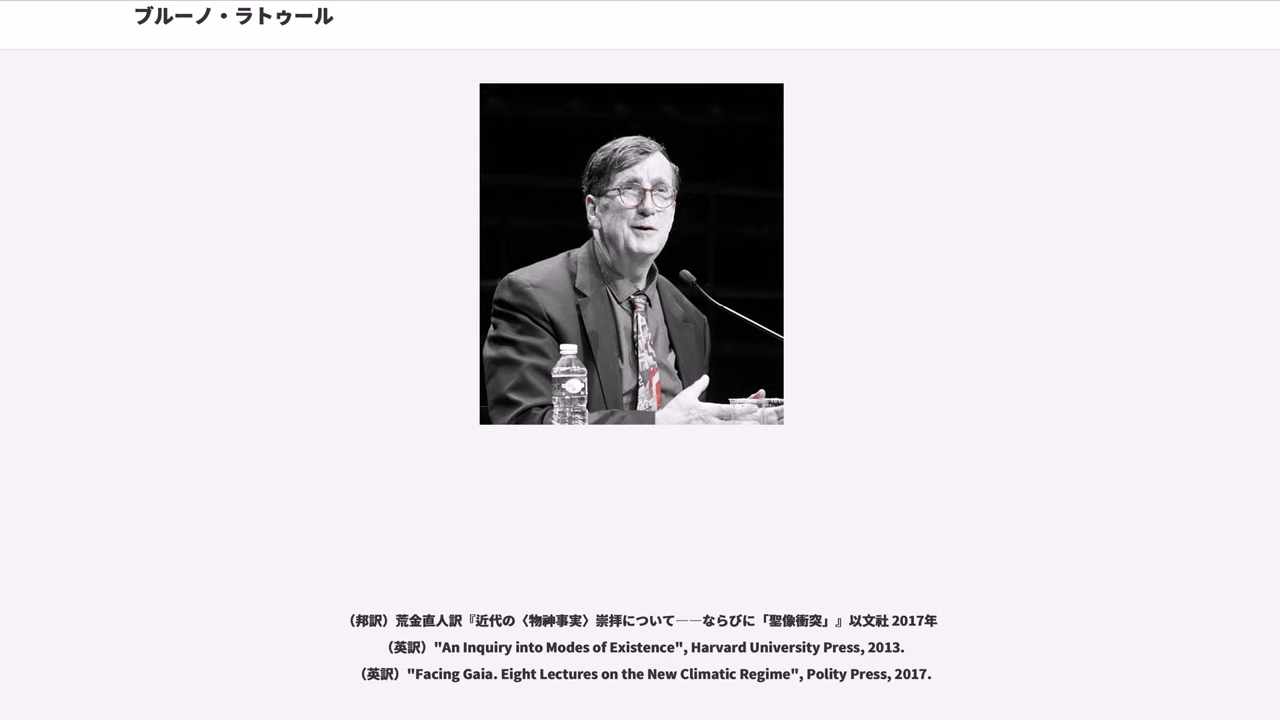 ブルーノ・ラトゥール
（邦訳）荒金直人訳『近代の〈物神事実〉崇拝について――ならびに「聖像衝突」』以文社 2017年
（英訳）"An Inquiry into Modes of Existence", Harvard University Press, 2013.
（英訳）"Facing Gaia. Eight Lectures on the New Climatic Regime", Polity Press, 2017.